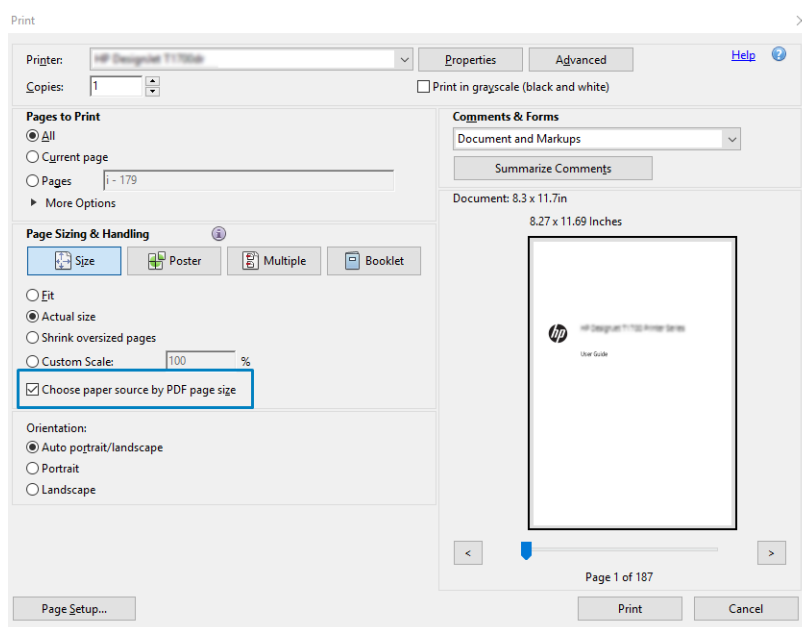 Print
Printer:
Properties
Advanced
Help
Copies: 1
Print in grayscale (black and white)
Pages to Print
All
Current page
Pages i - 179
More Options
Comments & Forms
Document and Markups
Summarize Comments
Document: 8.3 x 11.7in
8.27 x 11.69 Inches
Page Sizing & Handling
Size
Poster
Multiple
Booklet
Fit
Actual size
Shrink oversized pages
Custom Scale: 100 %
Choose paper source by PDF page size
Orientation:
Auto portrait/landscape
Portrait
Landscape
hp
User Guide
<
>
Page 1 of 187
Page Setup...
Print
Cancel